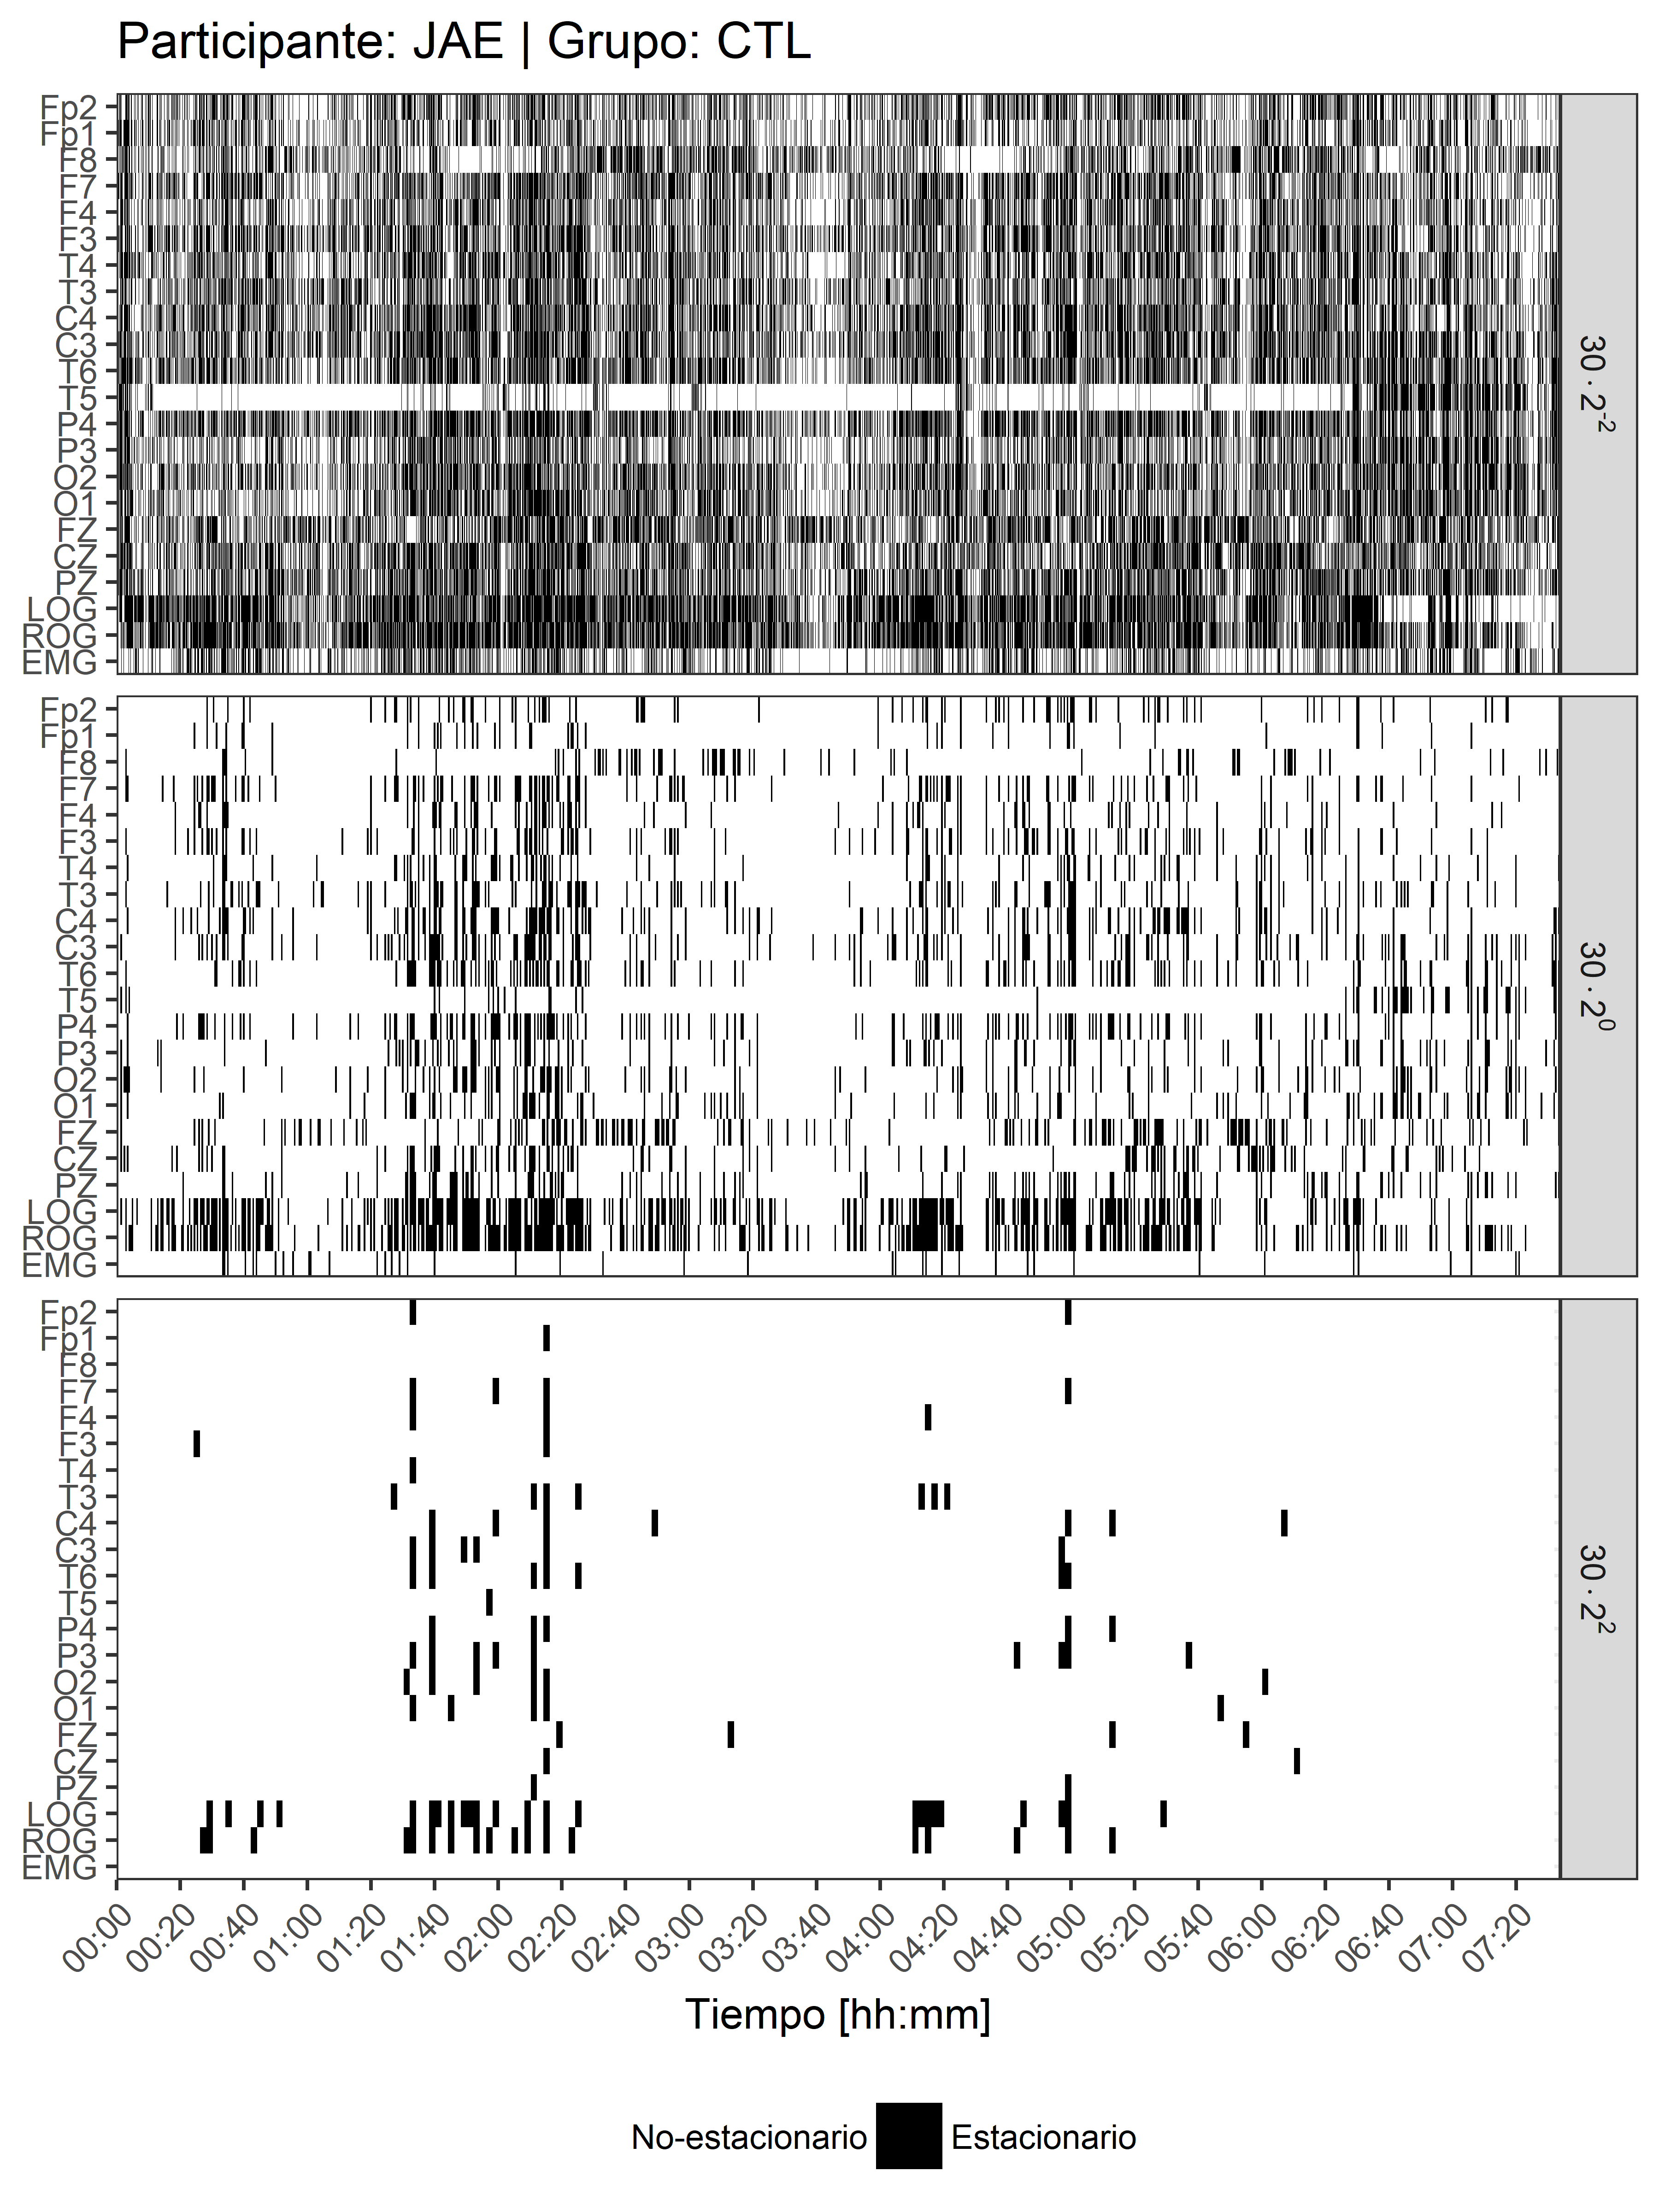 Participante: JAE | Grupo: CTL
Fp2
Fp1
F8
F7
F4
F3
T4
T3
C4
C3
T6
T5
P4
P3
O2
O1
FZ
CZ
PZ
LOG
ROG
EMG
30 · 2⁻²
Fp2
Fp1
F8
F7
F4
F3
T4
T3
C4
C3
T6
T5
P4
P3
O2
O1
FZ
CZ
PZ
LOG
ROG
EMG
30 · 2⁰
Fp2
Fp1
F8
F7
F4
F3
T4
T3
C4
C3
T6
T5
P4
P3
O2
O1
FZ
CZ
PZ
LOG
ROG
EMG
30 · 2²
00:00 00:20 00:40 01:00 01:20 01:40 02:00 02:20 02:40 03:00 03:20 03:40 04:00 04:20 04:40 05:00 05:20 05:40 06:00 06:20 06:40 07:00 07:20
Tiempo [hh:mm]
No-estacionario Estacionario